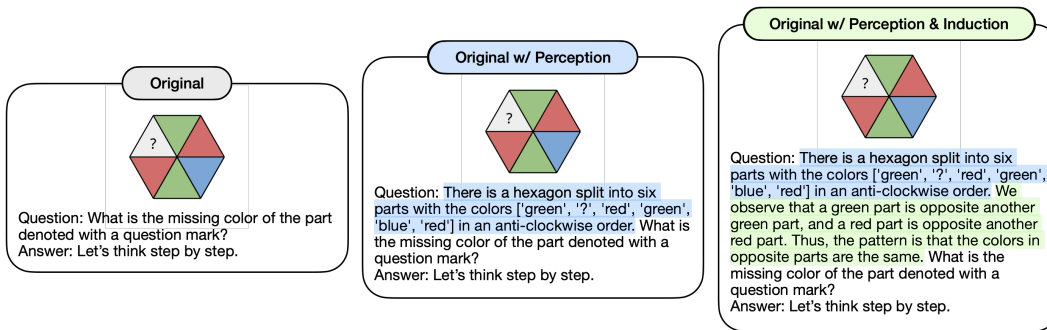 Original
?
Question: What is the missing color of the part
denoted with a question mark?
Answer: Let's think step by step.
Original w/ Perception
?
Question: There is a hexagon split into six
parts with the colors ['green', '?', 'red', 'green',
'blue', 'red'] in an anti-clockwise order. What is
the missing color of the part denoted with a
question mark?
Answer: Let's think step by step.
Original w/ Perception & Induction
?
Question: There is a hexagon split into six
parts with the colors ['green', '?', 'red', 'green',
'blue', 'red'] in an anti-clockwise order. We
observe that a green part is opposite another
green part, and a red part is opposite another
red part. Thus, the pattern is that the colors in
opposite parts are the same. What is the
missing color of the part denoted with a
question mark?
Answer: Let's think step by step.